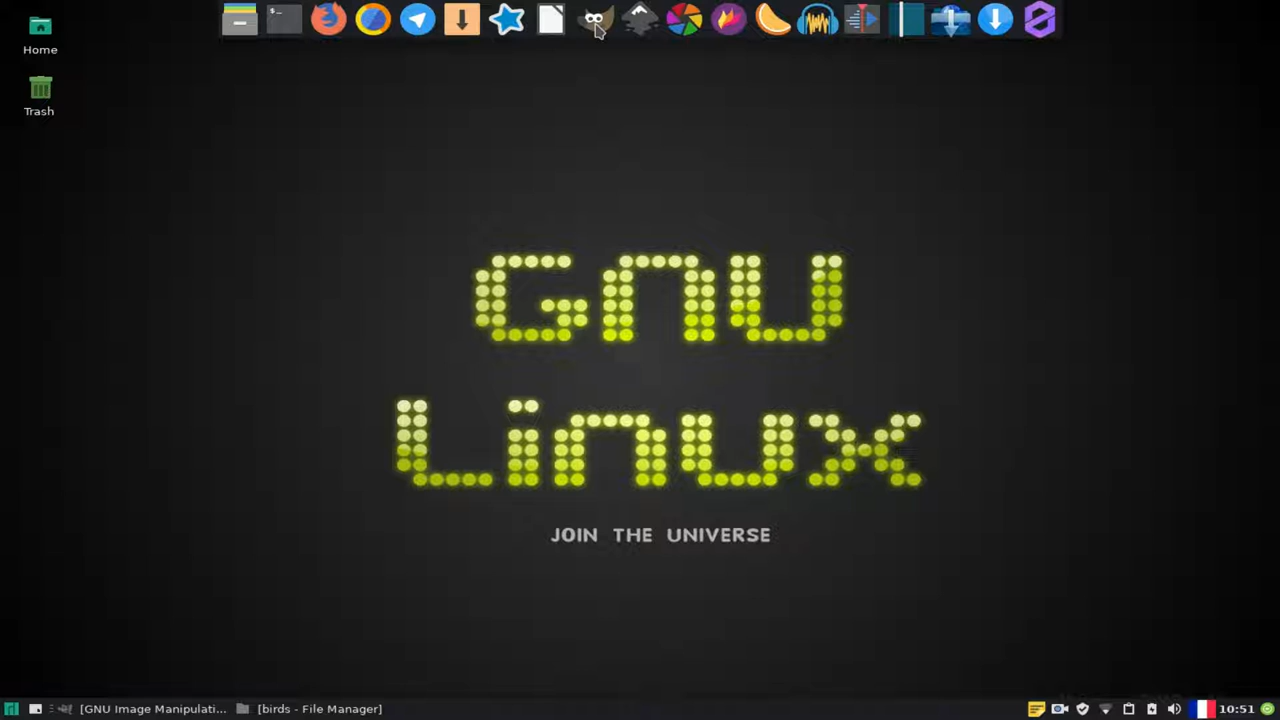 Home
Trash
GNU
Linux
JOIN THE UNIVERSE
[GNU Image Manipulati...
[birds - File Manager]
10:51